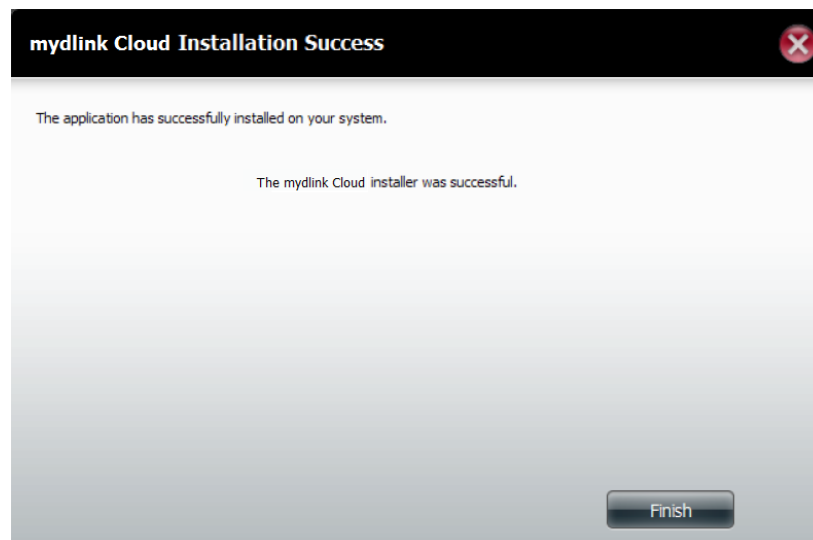 mydlink Cloud Installation Success
The application has successfully installed on your system.
The mydlink Cloud installer was successful.
Finish